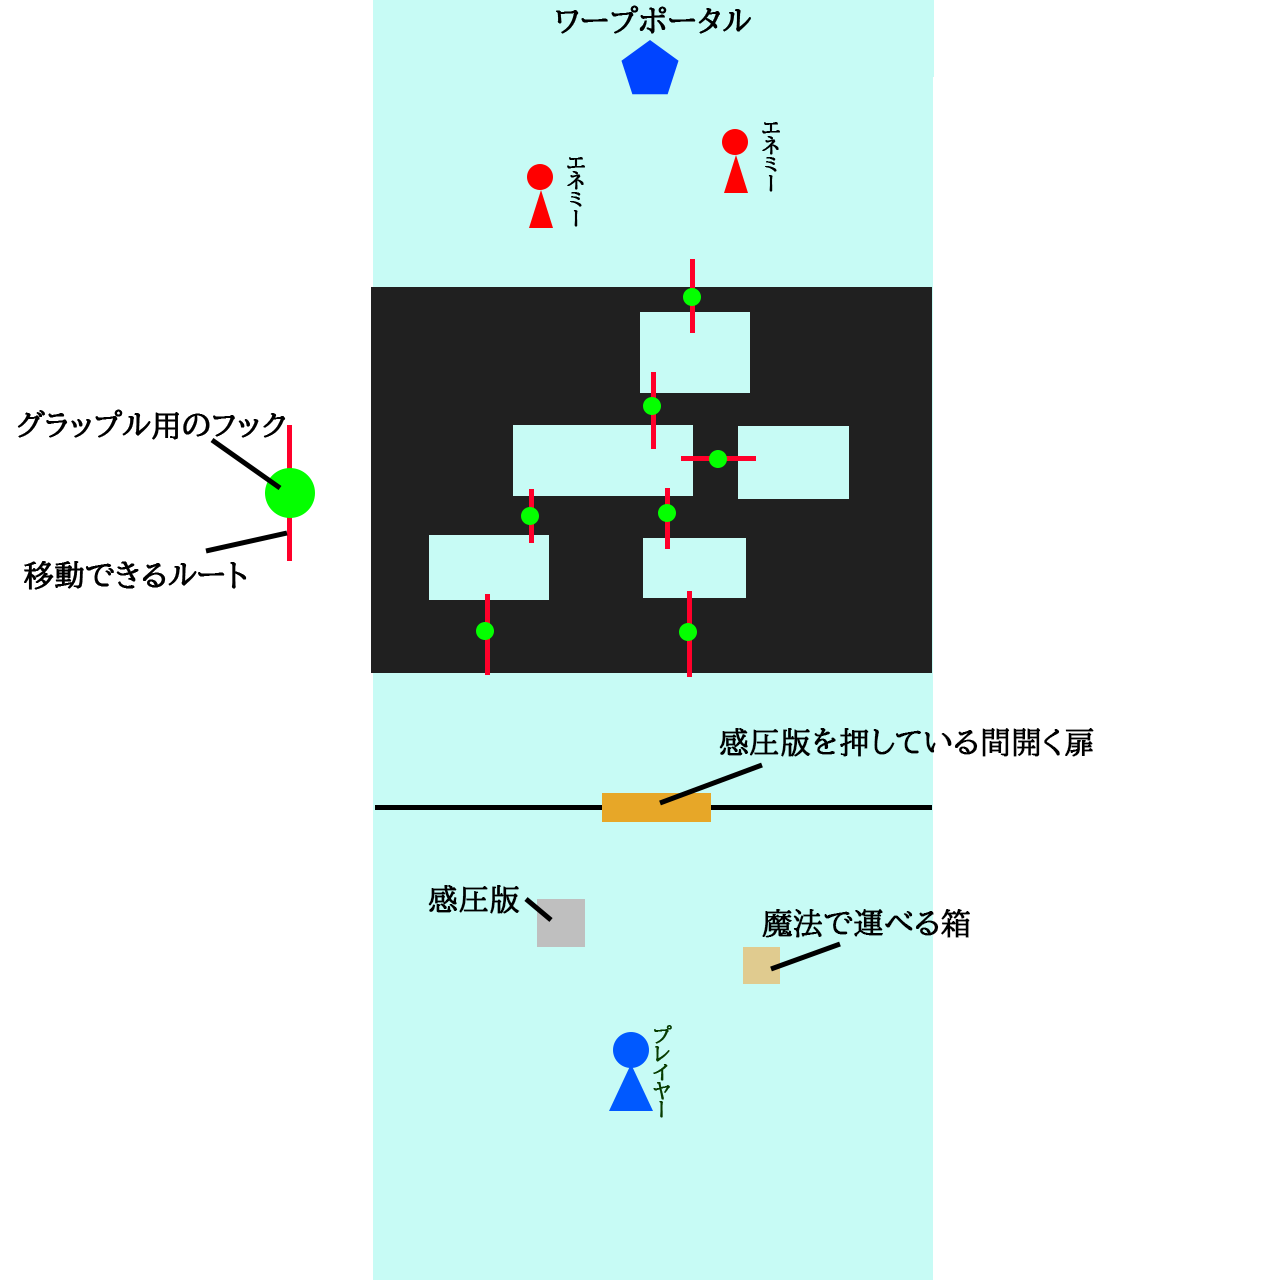 ワープポータル
エネミー
エネミー
グラップル用のフック
移動できるルート
感圧版を押している間開く扉
感圧版
魔法で運べる箱
プレイヤー